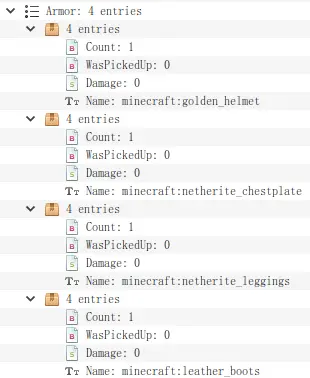 Armor: 4 entries
4 entries
B Count: 1
B WasPickedUp: 0
S Damage: 0
TT Name: minecraft:golden_helmet
4 entries
B Count: 1
B WasPickedUp: 0
S Damage: 0
TT Name: minecraft:netherite_chestplate
4 entries
B Count: 1
B WasPickedUp: 0
S Damage: 0
TT Name: minecraft:netherite_leggings
4 entries
B Count: 1
B WasPickedUp: 0
S Damage: 0
TT Name: minecraft:leather_boots